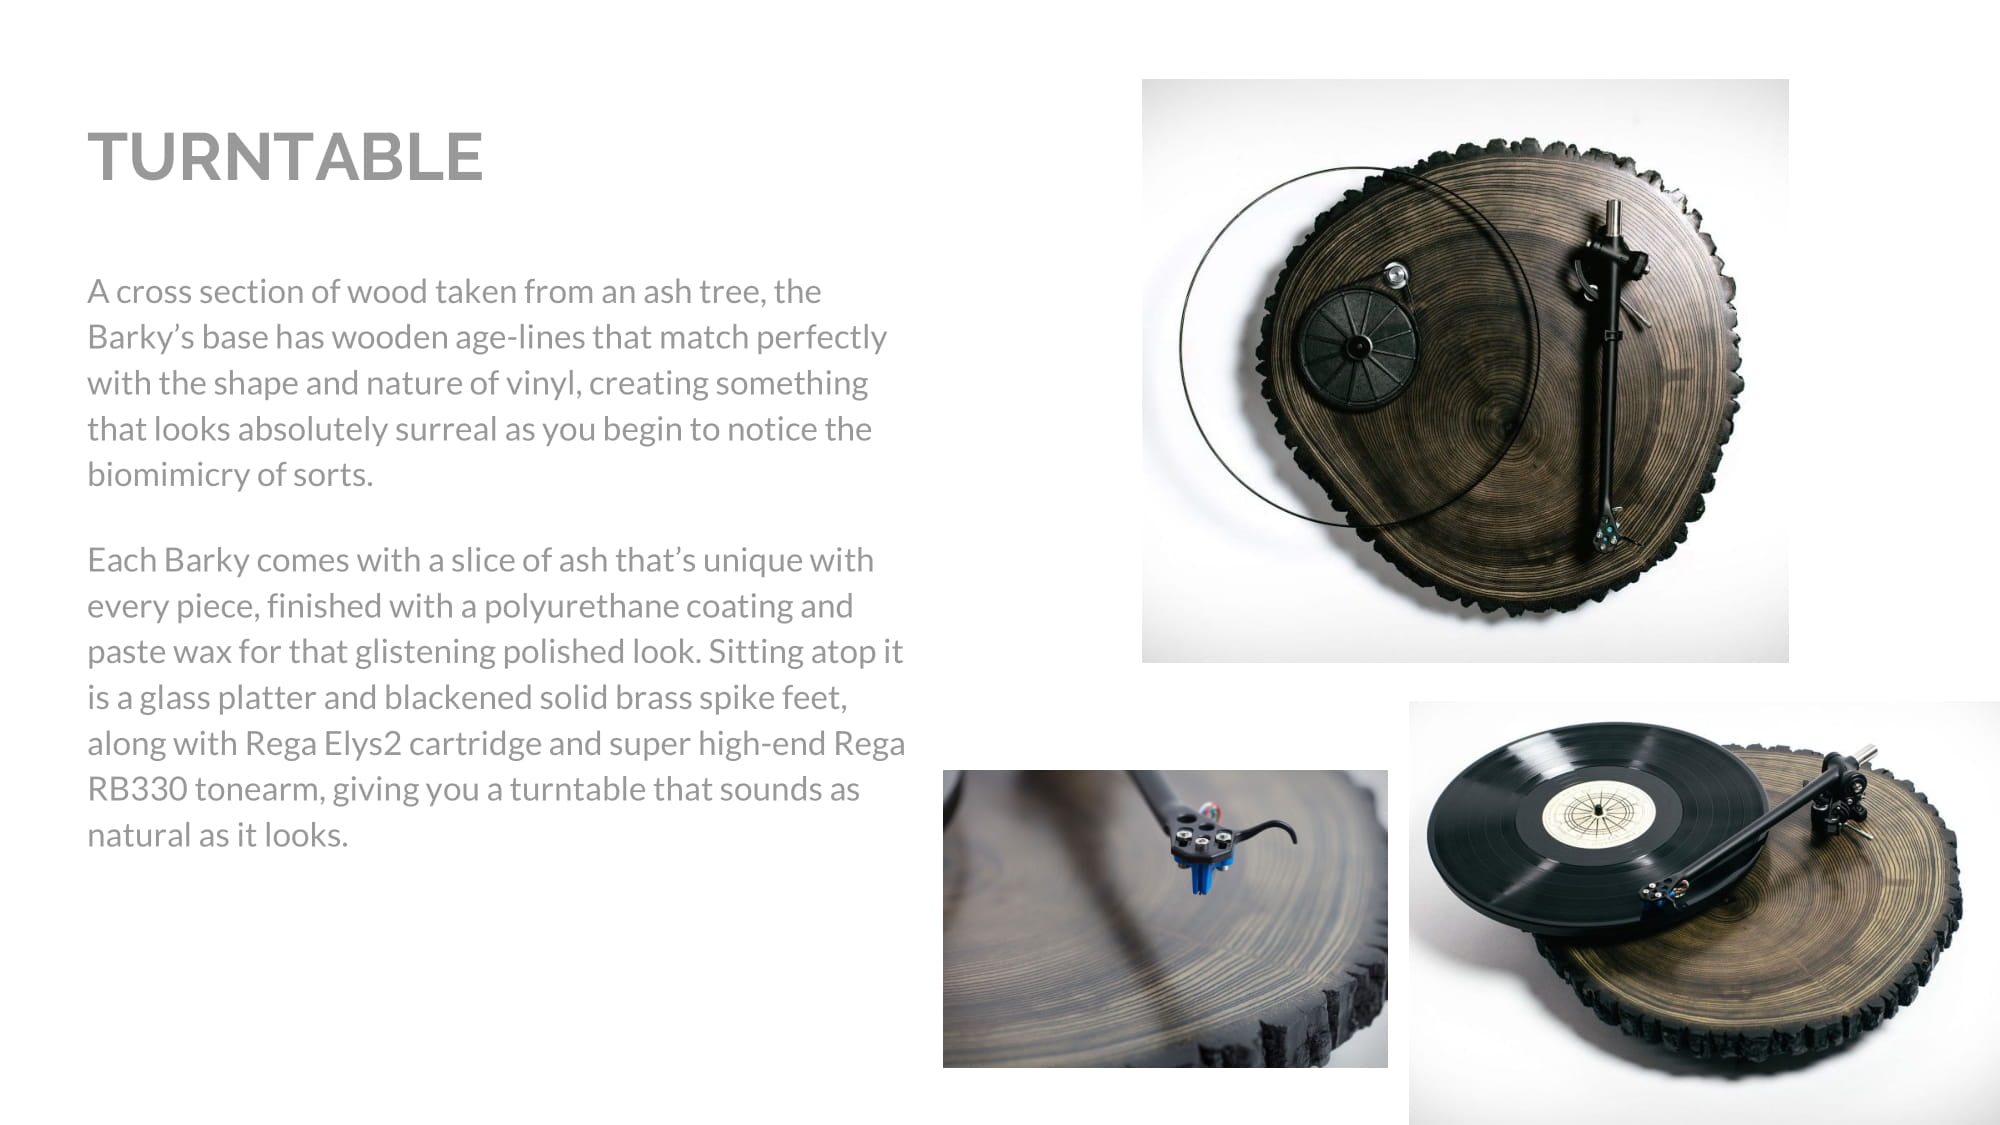 TURNTABLE
A cross section of wood taken from an ash tree, the
Barky’s base has wooden age-lines that match perfectly
with the shape and nature of vinyl, creating something
that looks absolutely surreal as you begin to notice the
biomimicry of sorts.
Each Barky comes with a slice of ash that’s unique with
every piece, finished with a polyurethane coating and
paste wax for that glistening polished look. Sitting atop it
is a glass platter and blackened solid brass spike feet,
along with Rega Elys2 cartridge and super high-end Rega
RB330 tonearm, giving you a turntable that sounds as
natural as it looks.